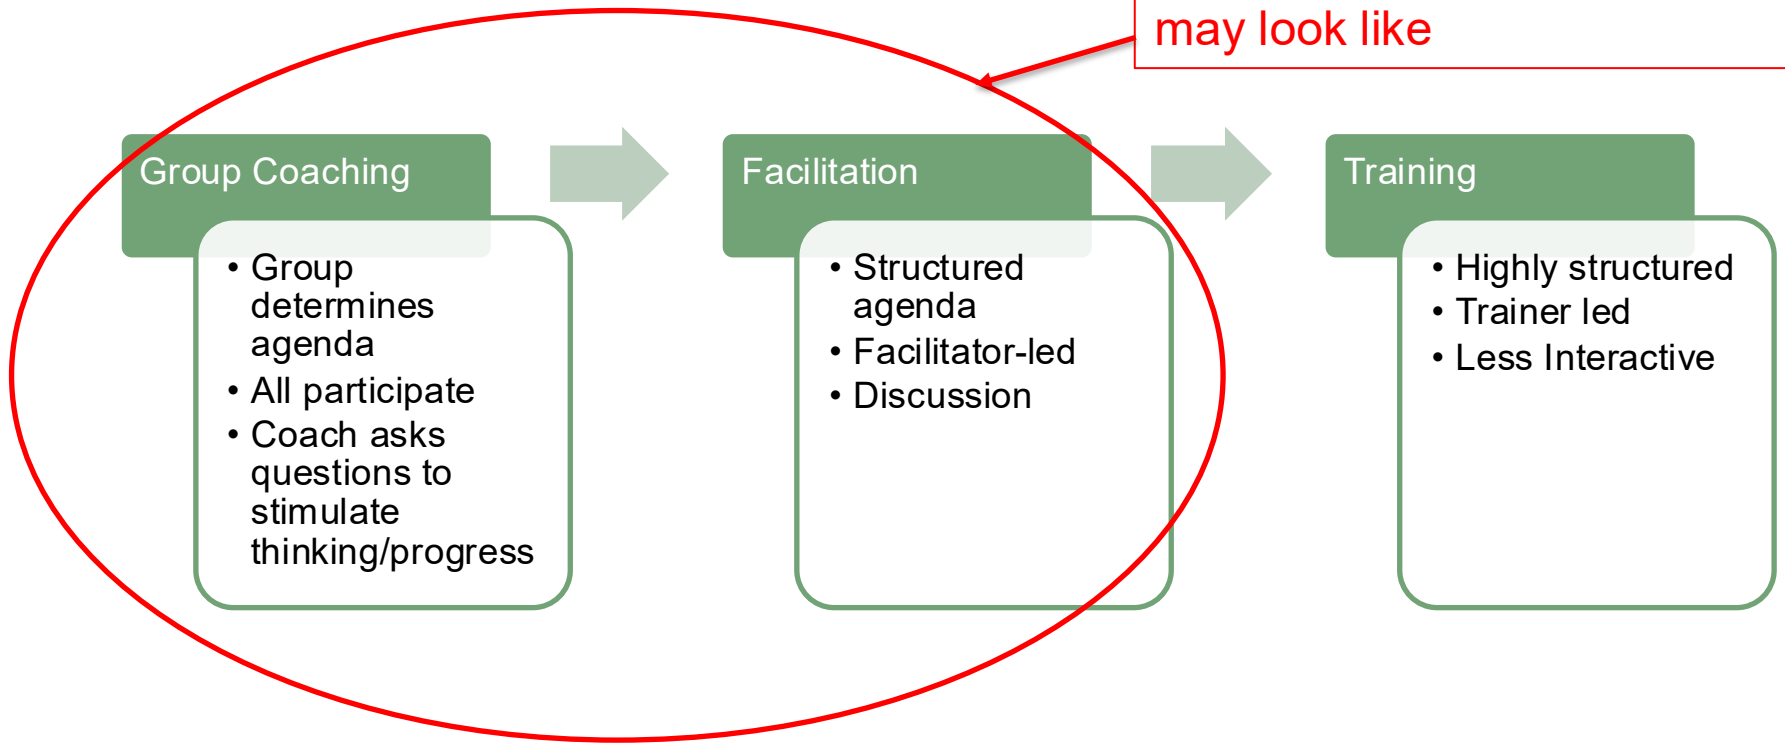 may look like
Group Coaching
• Group
determines
agenda
• All participate
• Coach asks
questions to
stimulate
thinking/progress
Facilitation
• Structured
agenda
• Facilitator-led
• Discussion
Training
• Highly structured
• Trainer led
• Less Interactive